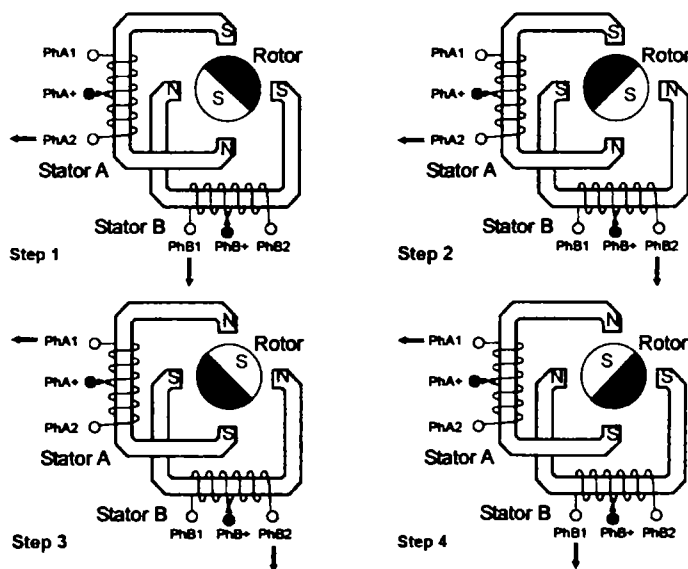 S
PhA1
Rotor
PhA+
N
S
S
PhA2
N
Stator A
Stator B
PhB1
PhB+
PhB2
Step 1
S
PhA1
Rotor
PhA+
S
S
N
PhA2
N
Stator A
Stator B
PhB1
PhB+
PhB2
Step 2
N
PhA1
Rotor
S
PhA+
S
N
PhA2
S
Stator A
Stator B
PhB1
PhB+
PhB2
Step 3
N
PhA1
Rotor
S
PhA+
N
S
PhA2
S
Stator A
Stator B
PhB1
PhB+
PhB2
Step 4